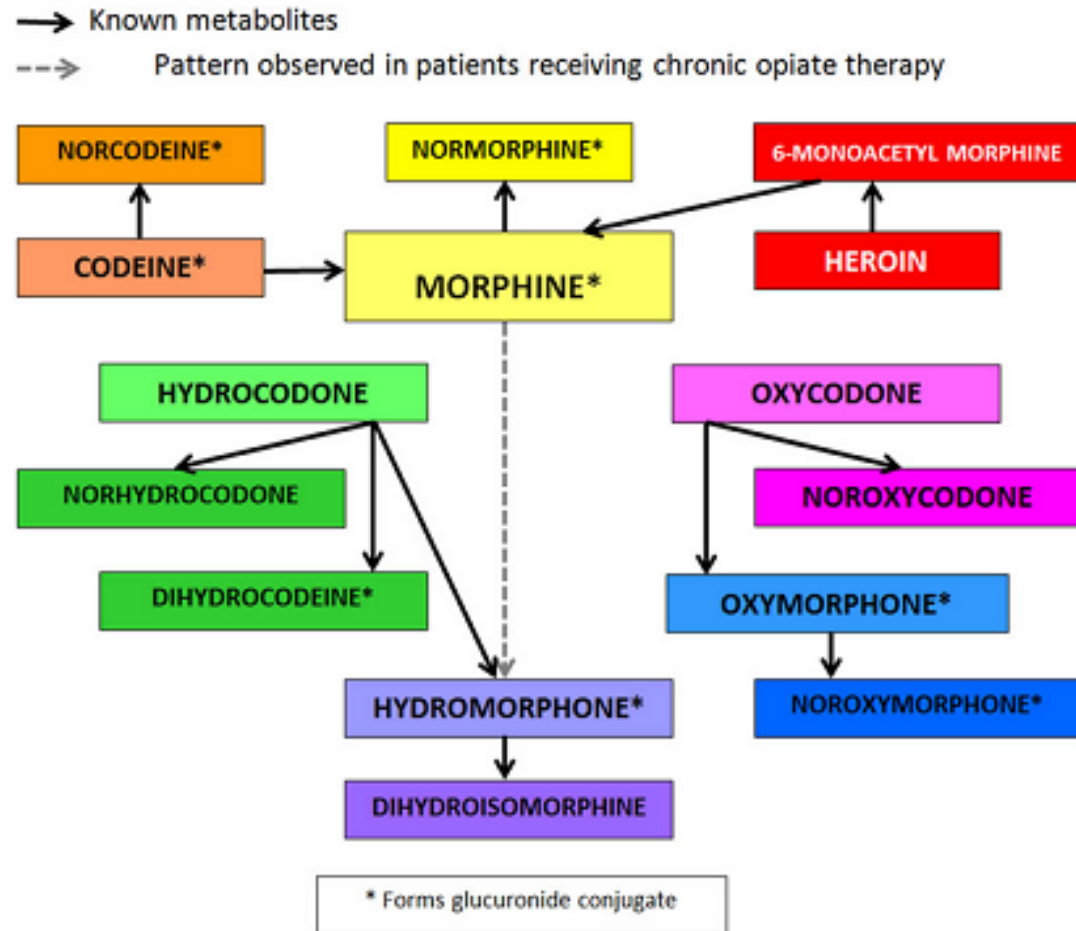 Known metabolites
Pattern observed in patients receiving chronic opiate therapy
NORCODEINE*
NORMORPHINE*
6-MONOACETYL MORPHINE
CODEINE*
MORPHINE*
HEROIN
HYDROCODONE
OXYCODONE
NORHYDROCODONE
NOROXYCODONE
DIHYDROCODEINE*
OXYMORPHONE*
HYDROMORPHONE*
NOROXYMORPHONE*
DIHYDROISOMORPHINE
* Forms glucuronide conjugate